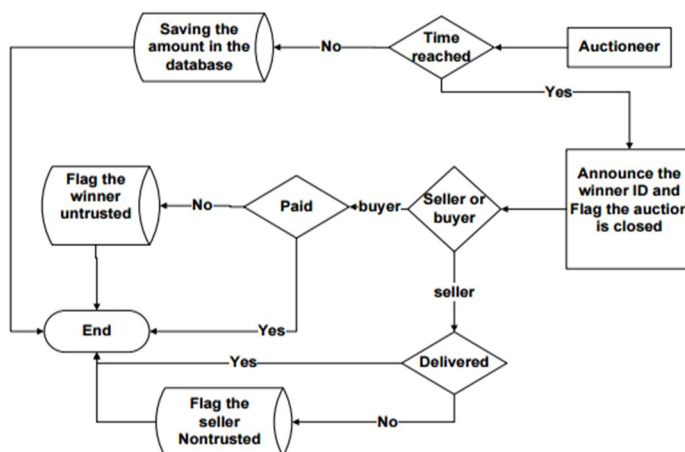 Saving the
amount in the
database
No
Time
reached
Auctioneer
Yes
Announce the
winner ID and
Flag the auction
is closed
Flag the
winner
untrusted
No
Paid
buyer
Seller or
buyer
seller
End
Yes
Yes
Delivered
Flag the
seller
Nontrusted
No